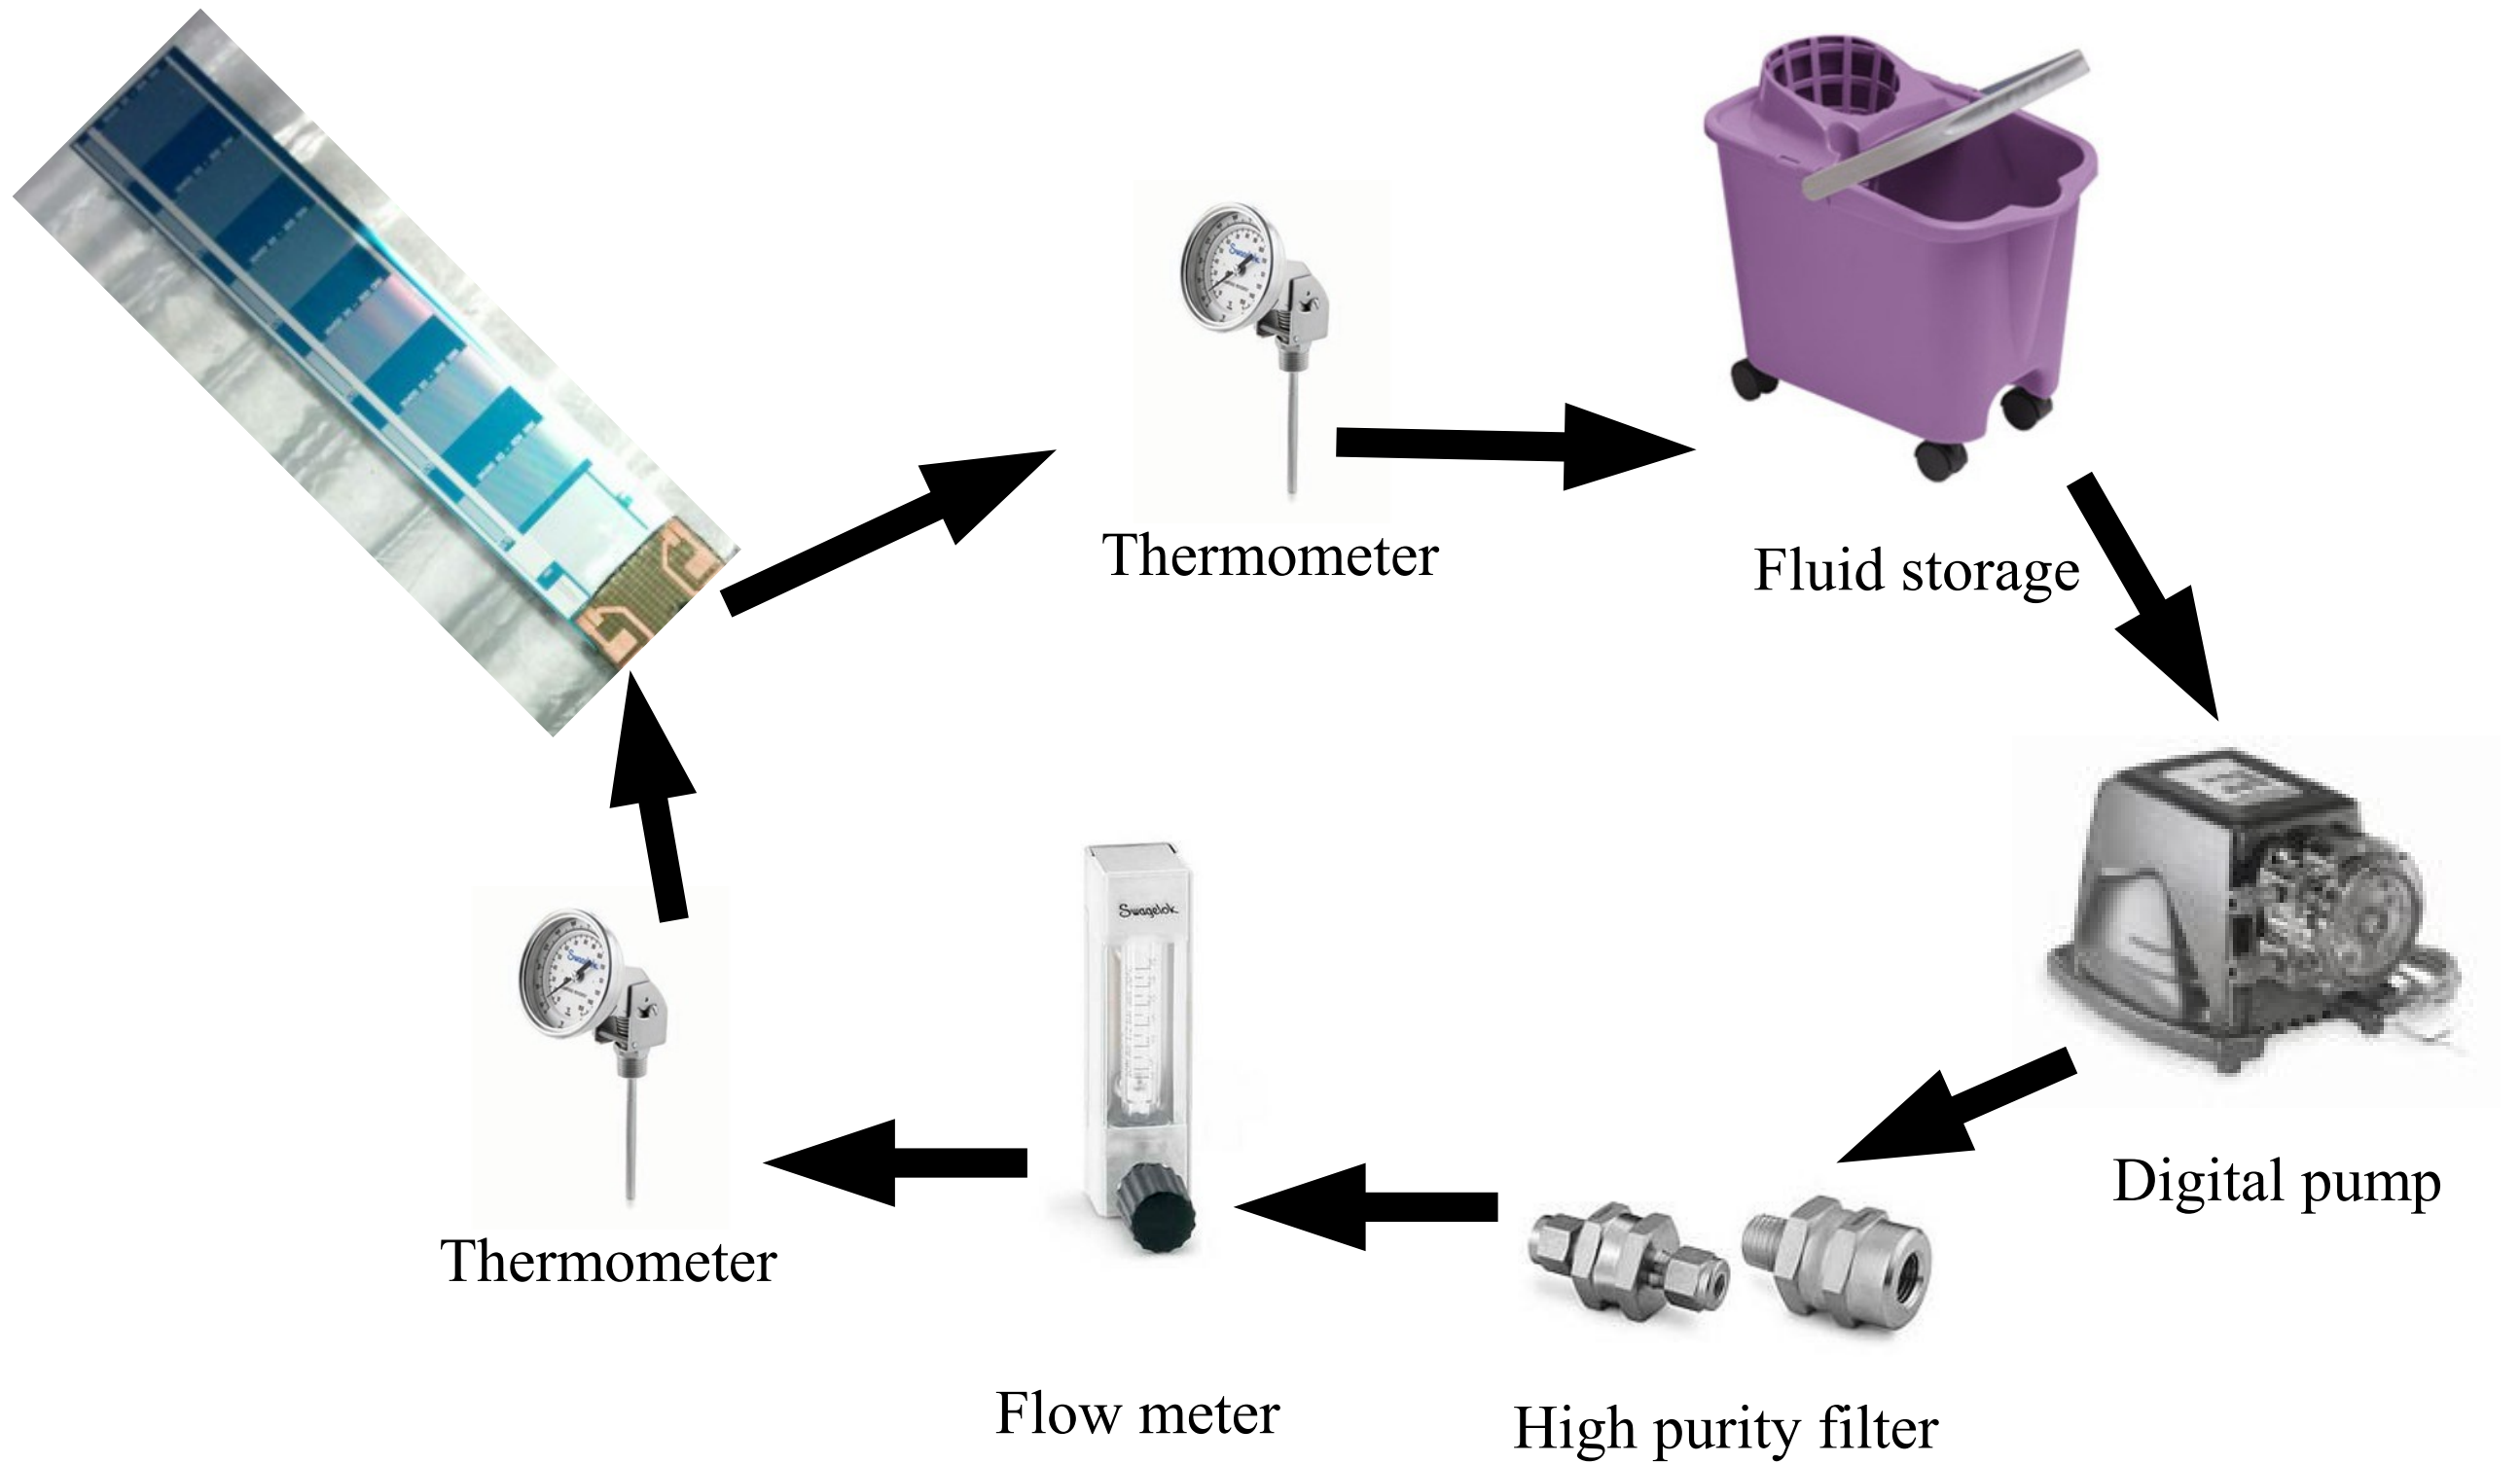 Thermometer
Fluid storage
Swagelok
Digital pump
Thermometer
Flow meter
High purity filter